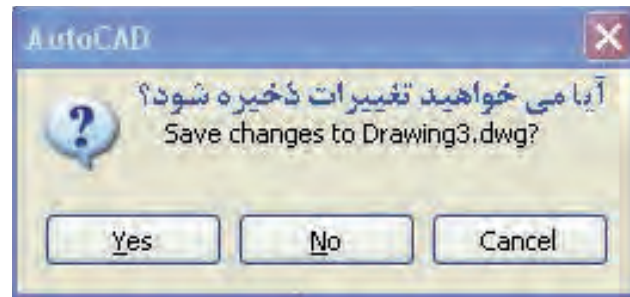 AutoCAD
آیا می خواهید تغییرات ذخیره شود؟
Save changes to Drawing3.dwg?
Yes
No
Cancel